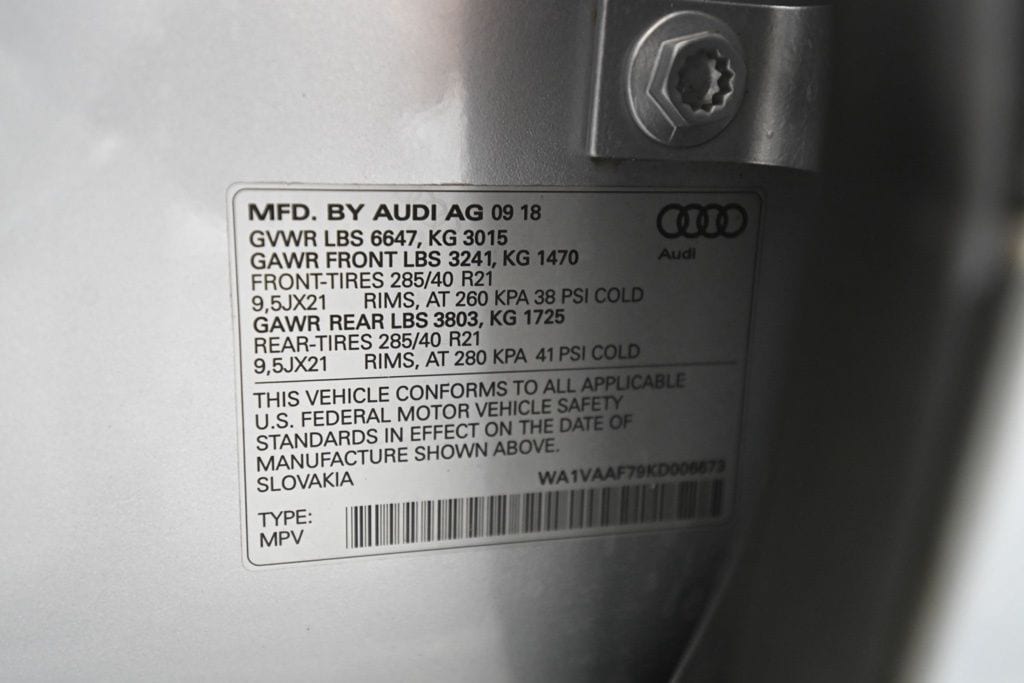 MFD. BY AUDI AG 09 18
Audi
GVWR LBS 6647, KG 3015
GAWR FRONT LBS 3241, KG 1470
FRONT-TIRES 285/40 R21
9,5JX21 RIMS, AT 260 KPA 38 PSI COLD
GAWR REAR LBS 3803, KG 1725
REAR-TIRES 285/40 R21
9,5JX21 RIMS, AT 280 KPA 41 PSI COLD
THIS VEHICLE CONFORMS TO ALL APPLICABLE
U.S. FEDERAL MOTOR VEHICLE SAFETY
STANDARDS IN EFFECT ON THE DATE OF
MANUFACTURE SHOWN ABOVE.
SLOVAKIA
WA1VAAF79KD006673
TYPE:
MPV